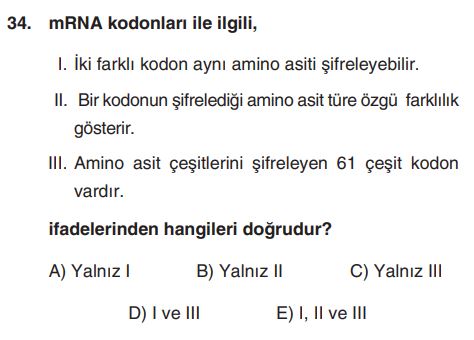 34. mRNA kodonları ile ilgili,
I. İki farklı kodon aynı amino asiti şifreleyebilir.
II. Bir kodonun şifrelediği amino asit türe özgü farklılık
gösterir.
III. Amino asit çeşitlerini şifreleyen 61 çeşit kodon
vardır.
ifadelerinden hangileri doğrudur?
A) Yalnız I B) Yalnız II C) Yalnız III
D) I ve III E) I, II ve III